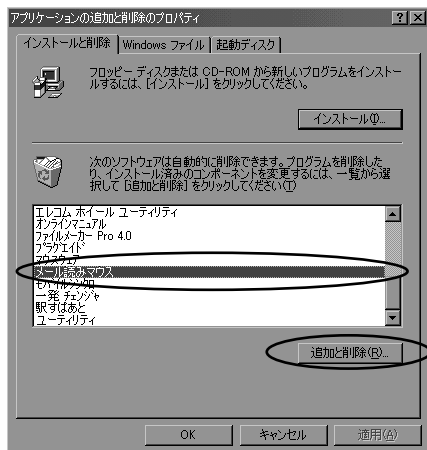 アプリケーションの追加と削除のプロパティ
インストールと削除
Windows ファイル
起動ディスク
フロッピー ディスクまたは CD-ROM から新しいプログラムをインストー
ルするには、[インストール] をクリックしてください。
インストール(I)...
次のソフトウェアは自動的に削除できます。プログラムを削除した
り、インストール済みのコンポーネントを変更するには、一覧から選
択して [追加と削除] をクリックしてください(T)
エレコム ホイール ユーティリティ
オンラインマニュアル
ファイルメーカー Pro 4.0
プラグエイド
マウスウェア
メール読みマウス
モバイルシンクロ
一発 チェンジャ
駅すぱあと
ユーティリティ
追加と削除(R)...
OK
キャンセル
適用(A)